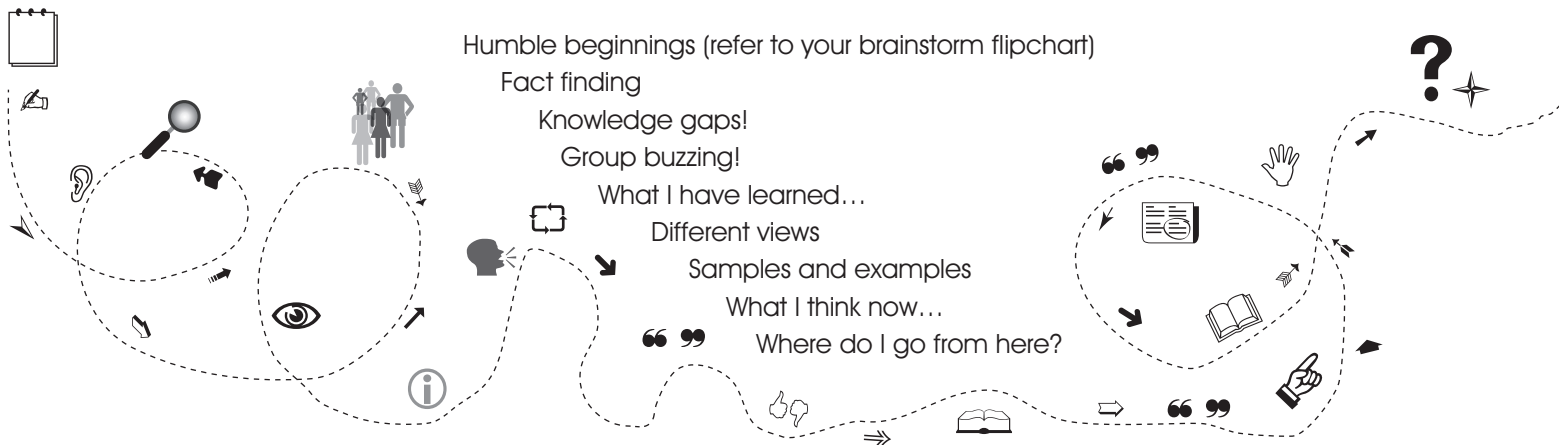 Humble beginnings (refer to your brainstorm flipchart)
Fact finding
Knowledge gaps!
Group buzzing!
What I have learned…
Different views
Samples and examples
What I think now…
Where do I go from here?